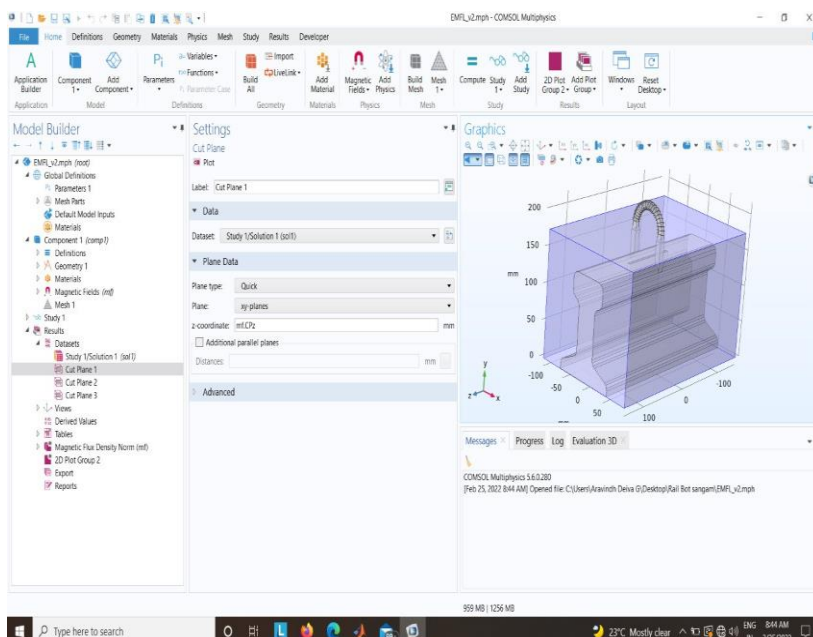 EMFL_v2.mph - COMSOL Multiphysics
File Home Definitions Geometry Materials Physics Mesh Study Results Developer
Application Builder
Component 1
Add Component
Pi Parameters
a= Variables
f(x) Functions
Parameter Case
Build All
Import
LiveLink
Add Material
Magnetic Fields
Add Physics
Build Mesh
Mesh 1
Compute
Study 1
Add Study
2D Plot Group 2
Add Plot Group
Windows
Reset Desktop
Application Model Definitions Geometry Materials Physics Mesh Study Results Layout
Model Builder
EMFL_v2.mph (root)
Global Definitions
Parameters 1
Mesh Parts
Default Model Inputs
Materials
Component 1 (comp1)
Definitions
Geometry 1
Materials
Magnetic Fields (mf)
Mesh 1
Study 1
Results
Datasets
Study 1/Solution 1 (sol1)
Cut Plane 1
Cut Plane 2
Cut Plane 3
Views
Derived Values
Tables
Magnetic Flux Density Norm (mf)
2D Plot Group 2
Export
Reports
Settings
Cut Plane
Plot
Label: Cut Plane 1
Data
Dataset: Study 1/Solution 1 (sol1)
Plane Data
Plane type: Quick
Plane: xy-planes
z-coordinate: mf.CPz mm
Additional parallel planes
Distances: mm
Advanced
Graphics
200
150
mm
100
50
0
-100
-50
0
50
100
0
-100
y
z
x
Messages Progress Log Evaluation 3D
COMSOL Multiphysics 5.6.0.280
[Feb 25, 2022 8:44 AM] Opened file: C:\Users\Aravindh Deiva G\Desktop\Rail Bot sangam\EMFL_v2.mph
959 MB | 1256 MB
Type here to search
23°C Mostly clear
ENG
8:44 AM